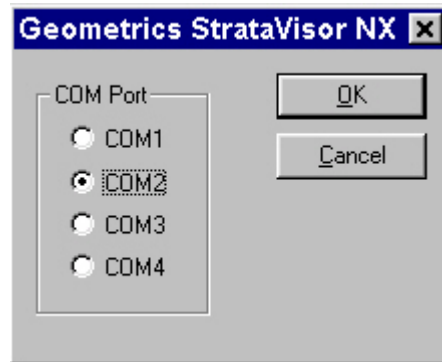 Geometrics StrataVisor NX
COM Port
COM1
COM2
COM3
COM4
OK
Cancel